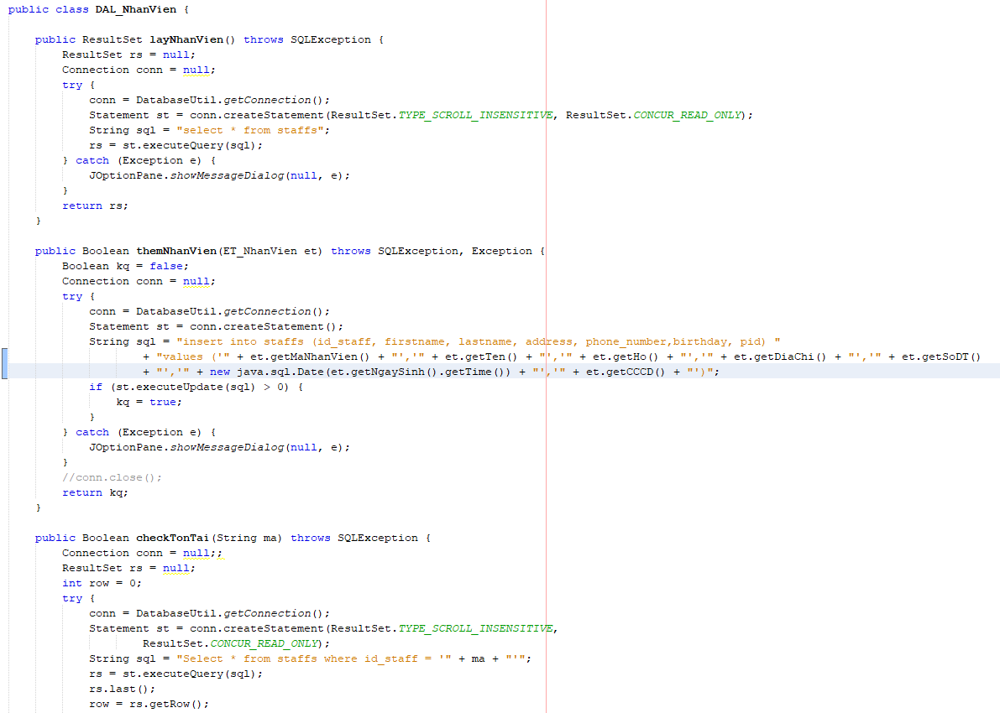 public class DAL_NhanVien {
public ResultSet layNhanVien() throws SQLException {
ResultSet rs = null;
Connection conn = null;
try {
conn = DatabaseUtil.getConnection();
Statement st = conn.createStatement(ResultSet.TYPE_SCROLL_INSENSITIVE, ResultSet.CONCUR_READ_ONLY);
String sql = "select * from staffs";
rs = st.executeQuery(sql);
} catch (Exception e) {
JOptionPane.showMessageDialog(null, e);
}
return rs;
}
public Boolean themNhanVien(ET_NhanVien et) throws SQLException, Exception {
Boolean kq = false;
Connection conn = null;
try {
conn = DatabaseUtil.getConnection();
Statement st = conn.createStatement();
String sql = "insert into staffs (id_staff, firstname, lastname, address, phone_number,birthday, pid) "
+ "values ('" + et.getMaNhanVien() + "','" + et.getTen() + "','" + et.getHo() + "','" + et.getDiaChi() + "','" + et.getSoDT()
+ "','" + new java.sql.Date(et.getNgaySinh().getTime()) + "','" + et.getCCCD() + "')";
if (st.executeUpdate(sql) > 0) {
kq = true;
}
} catch (Exception e) {
JOptionPane.showMessageDialog(null, e);
}
//conn.close();
return kq;
}
public Boolean checkTonTai(String ma) throws SQLException {
Connection conn = null;;
ResultSet rs = null;
int row = 0;
try {
conn = DatabaseUtil.getConnection();
Statement st = conn.createStatement(ResultSet.TYPE_SCROLL_INSENSITIVE,
ResultSet.CONCUR_READ_ONLY);
String sql = "Select * from staffs where id_staff = '" + ma + "'";
rs = st.executeQuery(sql);
rs.last();
row = rs.getRow();